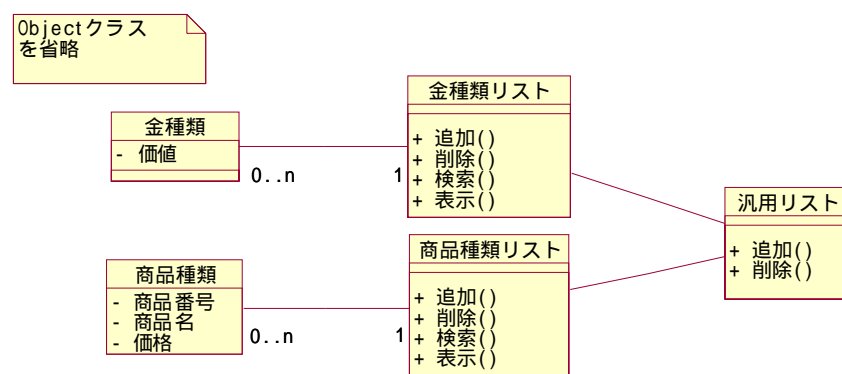 Objectクラス
を省略
金種類
- 価値
0..n
1
金種類リスト
+ 追加()
+ 削除()
+ 検索()
+ 表示()
商品種類
- 商品番号
- 商品名
- 価格
0..n
1
商品種類リスト
+ 追加()
+ 削除()
+ 検索()
+ 表示()
汎用リスト
+ 追加()
+ 削除()